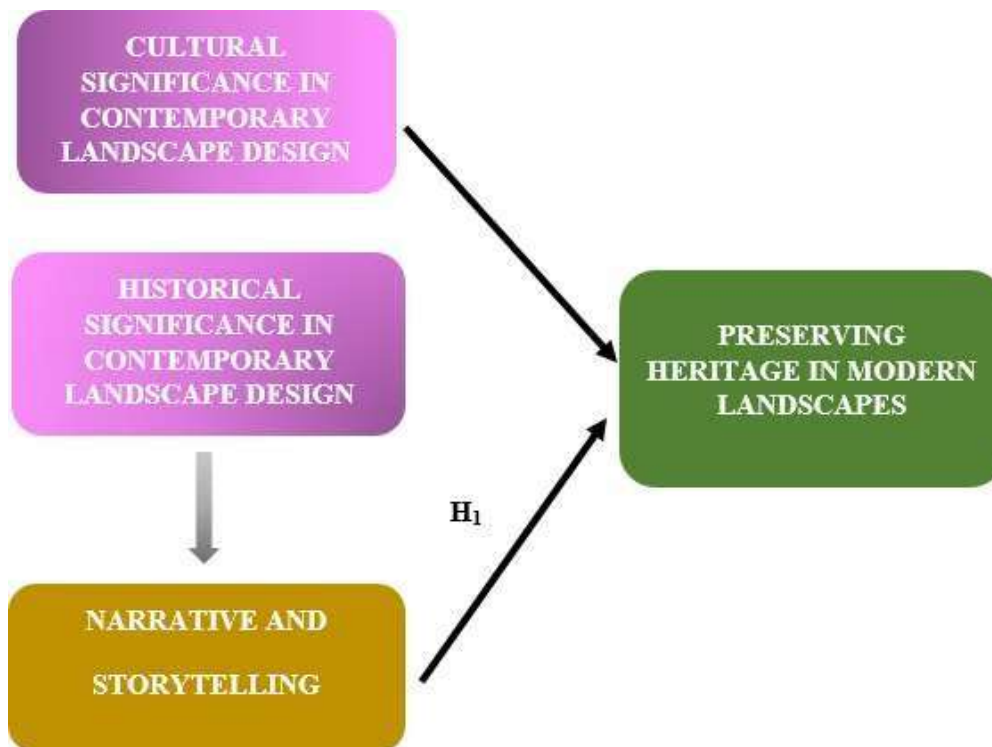 CULTURAL
SIGNIFICANCE IN
CONTEMPORARY
LANDSCAPE DESIGN
HISTORICAL
SIGNIFICANCE IN
CONTEMPORARY
LANDSCAPE DESIGN
PRESERVING
HERITAGE IN MODERN
LANDSCAPES
H₁
NARRATIVE AND
STORYTELLING